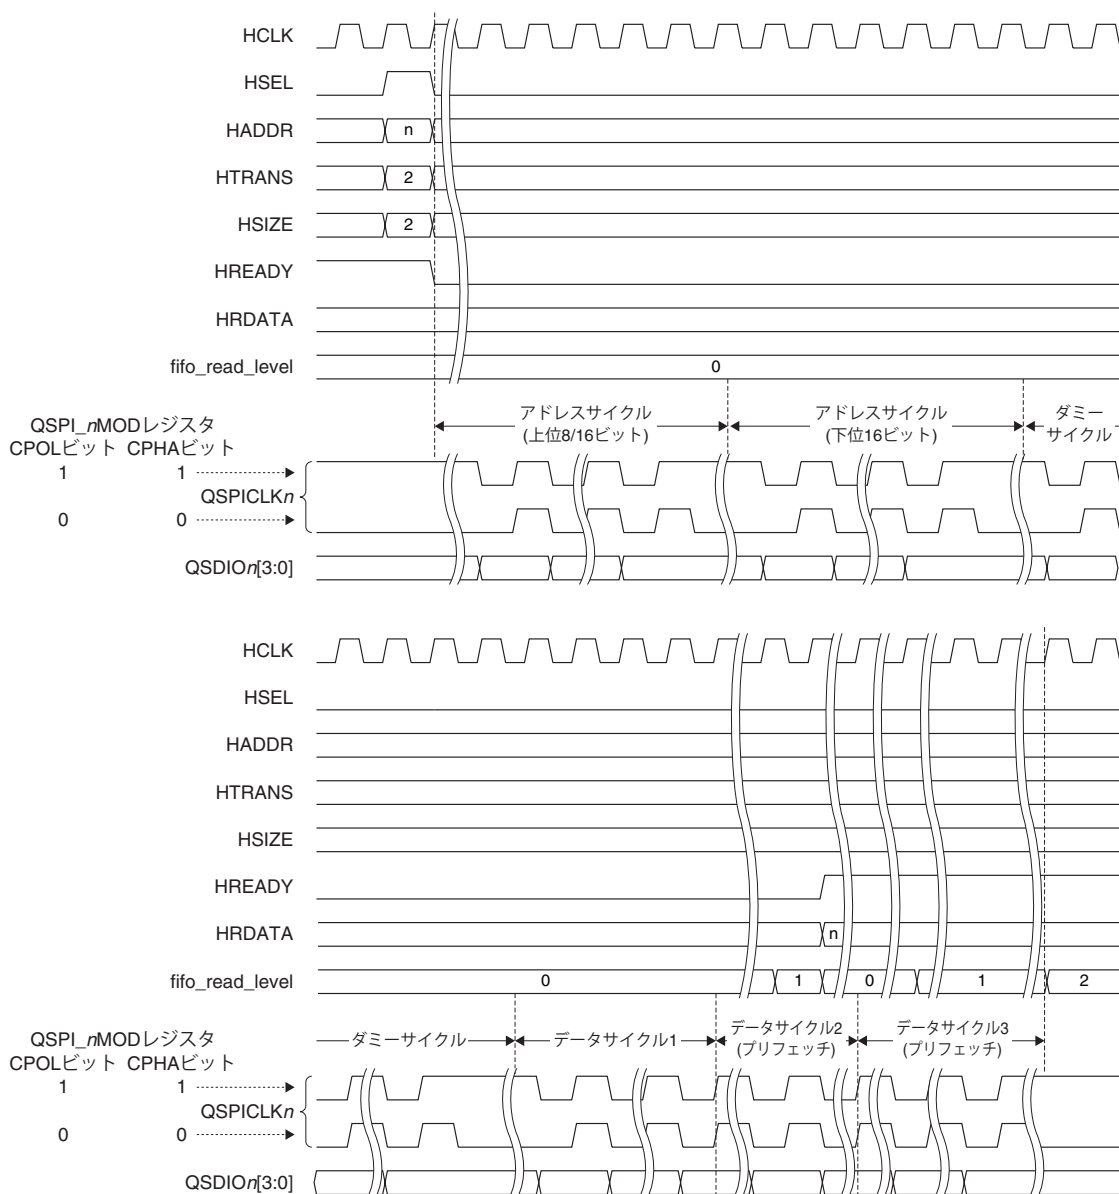 HCLK
HSEL
HADDR n
HTRANS 2
HSIZE 2
HREADY
HRDATA
fifo_read_level 0
アドレスサイクル
(上位8/16ビット)
アドレスサイクル
(下位16ビット)
ダミー
サイクル
QSPI_nMODレジスタ
CPOLビット CPHAビット
1 1
QSPICLKn
0 0
QSDIOn[3:0]
HCLK
HSEL
HADDR
HTRANS
HSIZE
HREADY
HRDATA n
fifo_read_level 0 1 0 1 2
ダミーサイクル
データサイクル1
データサイクル2
(プリフェッチ)
データサイクル3
(プリフェッチ)
QSPI_nMODレジスタ
CPOLビット CPHAビット
1 1
QSPICLKn
0 0
QSDIOn[3:0]